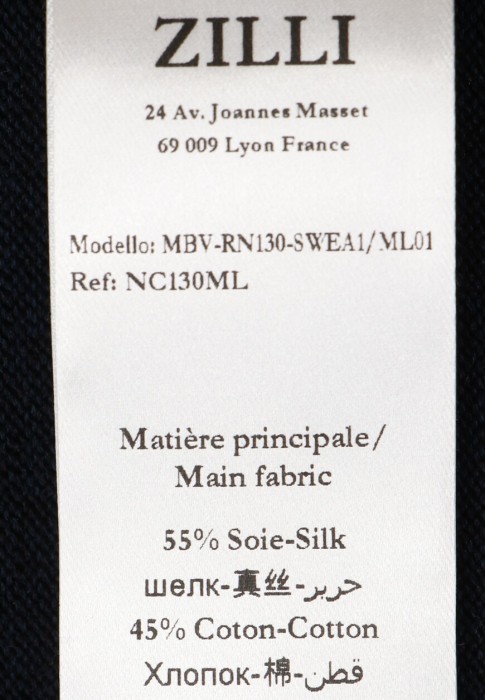 ZILLI
24 Av. Joannes Masset
69 009 Lyon France
Modello: MBV-RN130-SWEA1/ML01
Ref: NC130ML
Matière principale/
Main fabric
55% Soie-Silk
шелк-真丝-حرير
45% Coton-Cotton
Хлопок-棉-قطن